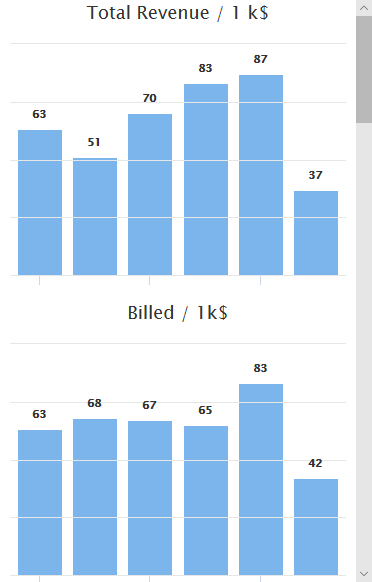 Total Revenue / 1 k$
63 51 70 83 87 37
Billed / 1k$
63 68 67 65 83 42